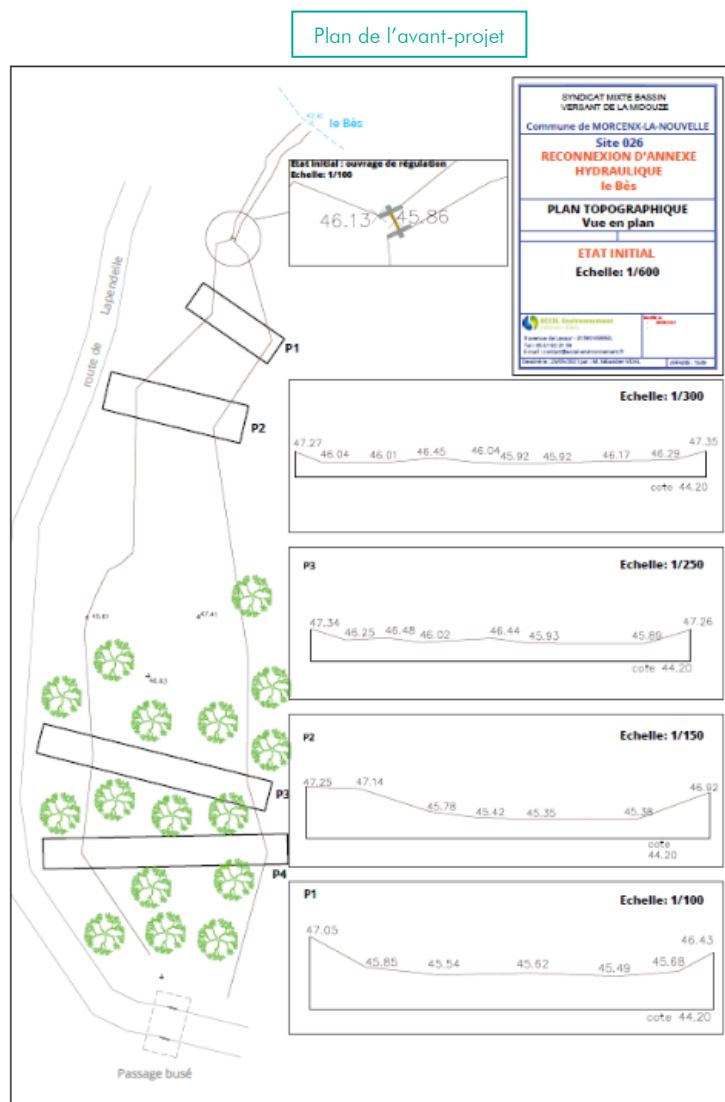 Plan de l'avant-projet
SYNDICAT MIXTE BASSIN
VERSANT DE LA MIDOUZE
Commune de MORCENX-LA-NOUVELLE
Site 026
RECONNEXION D'ANNEXE
HYDRAULIQUE
le Bès
PLAN TOPOGRAPHIQUE
Vue en plan
ETAT INITIAL
Echelle: 1/600
le Bès
Etat Initial : ouvrage de régulation
Echelle: 1/100
46.13
45.86
route de Lapendelle
P1
P2
47.41
46.83
P3
P4
Passage busé
Echelle: 1/300
47.27
46.04
46.01
46.45
46.04
45.92
45.92
46.17
46.29
47.35
cote 44.20
P3
Echelle: 1/250
47.34
46.25
46.48
46.02
46.44
45.93
45.89
47.26
cote 44.20
P2
Echelle: 1/150
47.25
47.14
45.78
45.42
45.35
45.38
46.92
cote
44.20
P1
Echelle: 1/100
47.05
45.85
45.54
45.62
45.49
45.68
46.43
cote 44.20